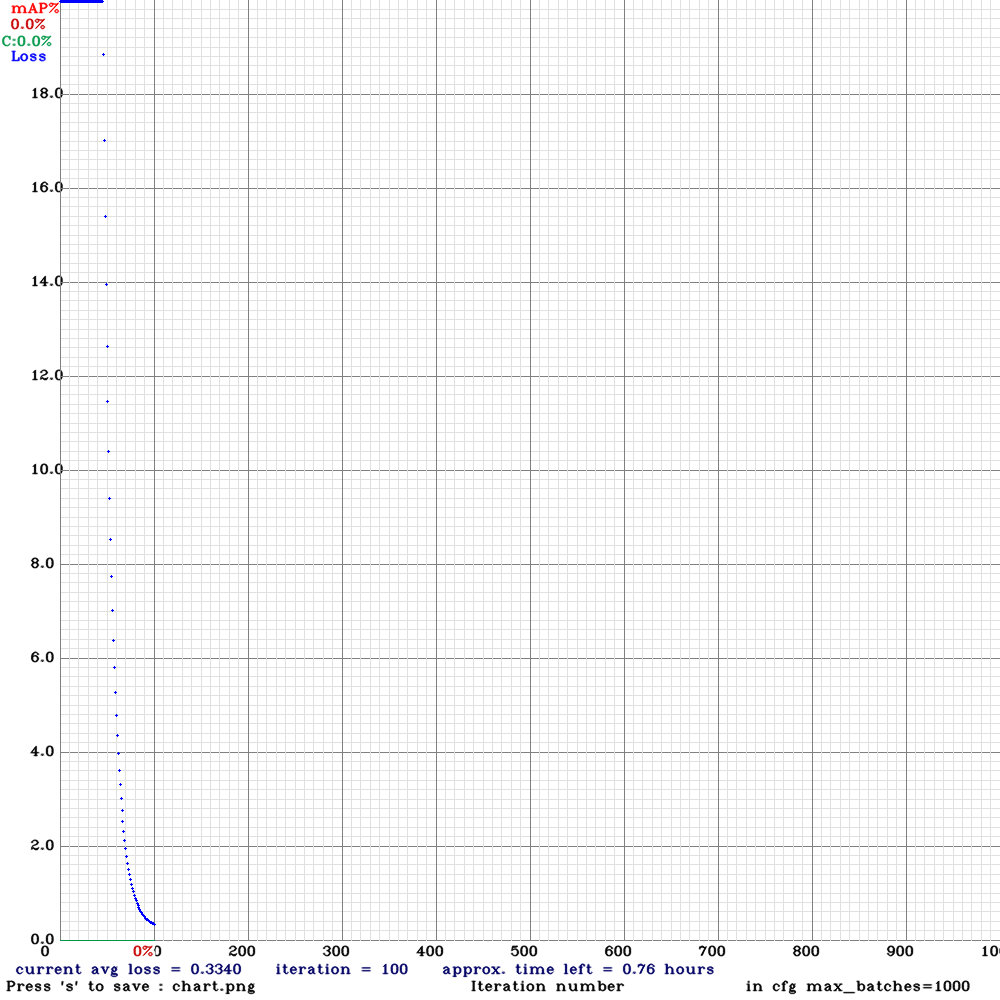 mAP%
0.0%
C:0.0%
Loss
18.0
16.0
14.0
12.0
10.0
8.0
6.0
4.0
2.0
0.0
0 0% 200 300 400 500 600 700 800 900
current avg loss = 0.3340 iteration = 100 approx. time left = 0.76 hours
Press 's' to save : chart.png Iteration number in cfg max_batches=1000